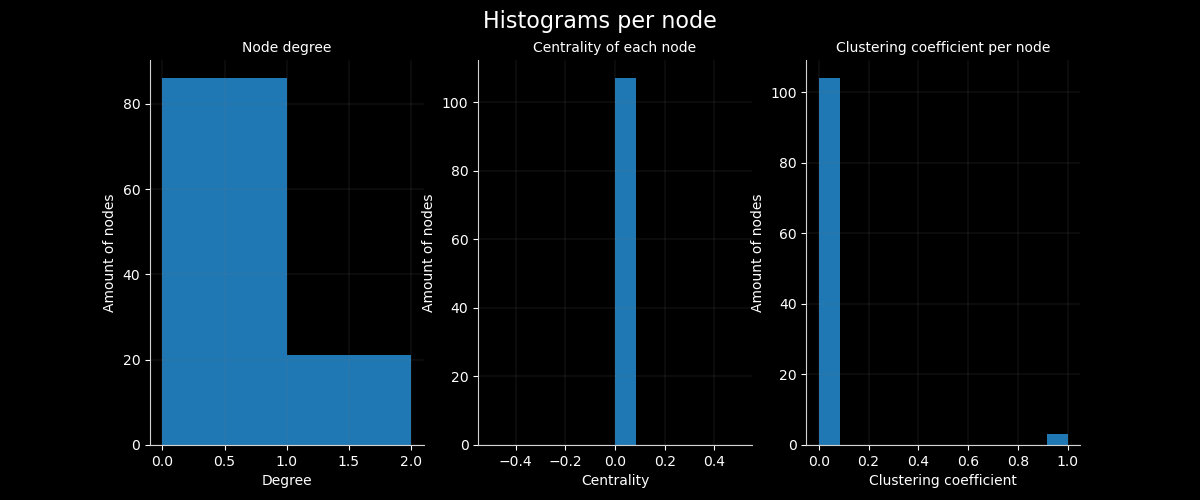 Histograms per node
Node degree
Amount of nodes
80
60
40
20
0
0.0 0.5 1.0 1.5 2.0
Degree
Centrality of each node
Amount of nodes
100
80
60
40
20
0
−0.4 −0.2 0.0 0.2 0.4
Centrality
Clustering coefficient per node
Amount of nodes
100
80
60
40
20
0
0.0 0.2 0.4 0.6 0.8 1.0
Clustering coefficient